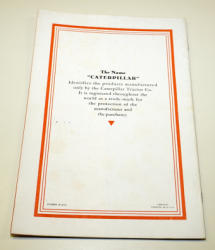 The Name
"CATERPILLAR"
Identifies the products manufactured
only by the Caterpillar Tractor Co.
It is registered throughout the
world as a trade-mark for
the protection of the
manufacturer and
the purchaser.